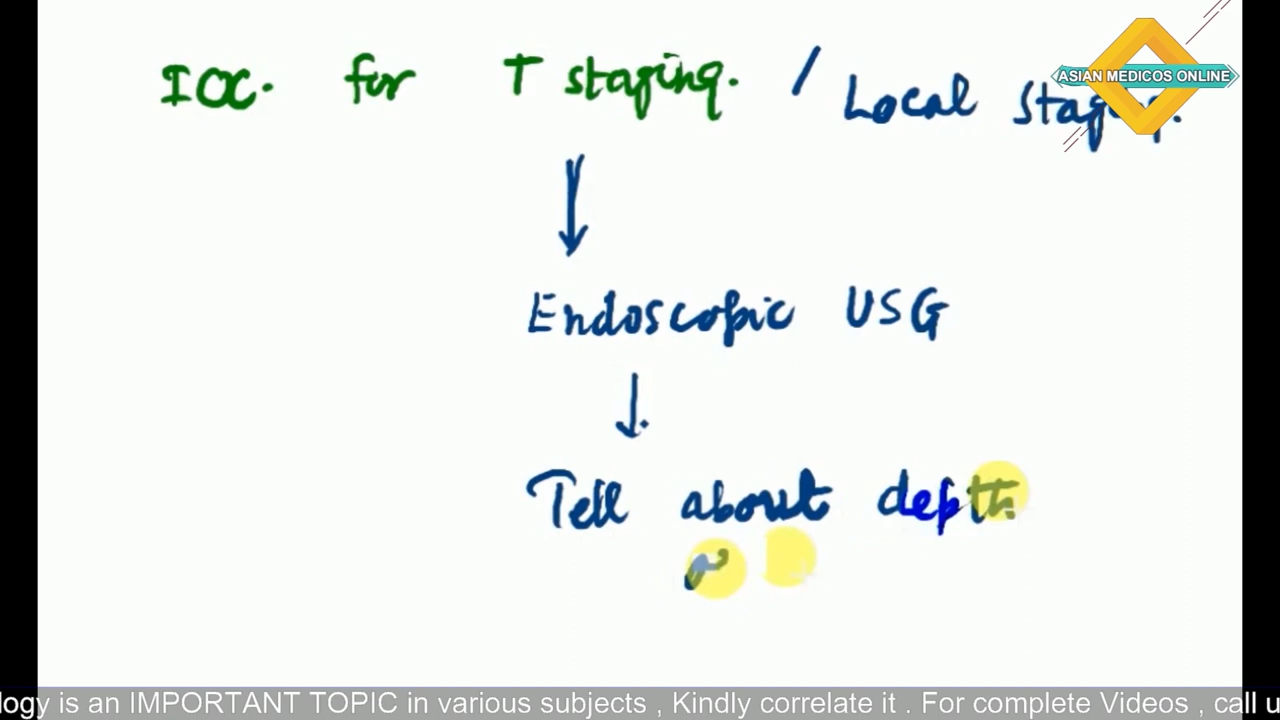 IOC. for T staging. / Local staging.
ASIAN MEDICOS ONLINE
Endoscopic USG
Tell about depth
logy is an IMPORTANT TOPIC in various subjects , Kindly correlate it . For complete Videos , call u